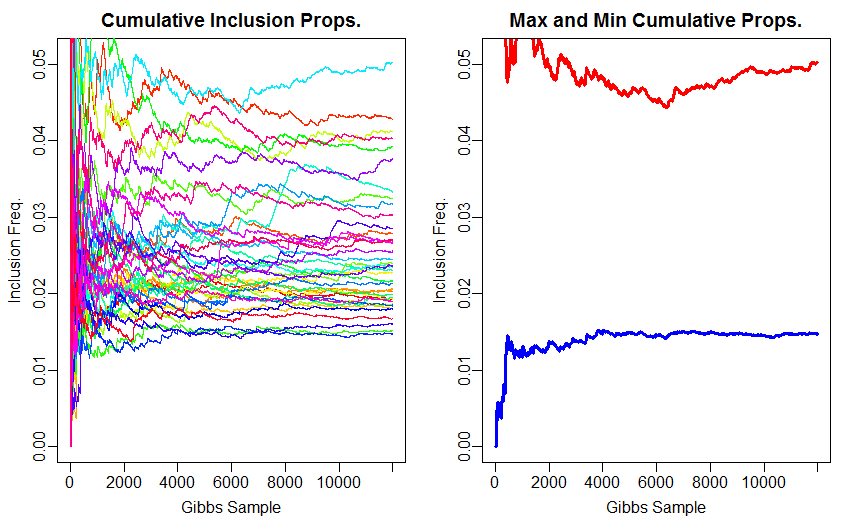 Cumulative Inclusion Props.
Inclusion Freq.
0.05
0.04
0.03
0.02
0.01
0.00
0 2000 4000 6000 8000 10000
Gibbs Sample
Max and Min Cumulative Props.
Inclusion Freq.
0.05
0.04
0.03
0.02
0.01
0.00
0 2000 4000 6000 8000 10000
Gibbs Sample